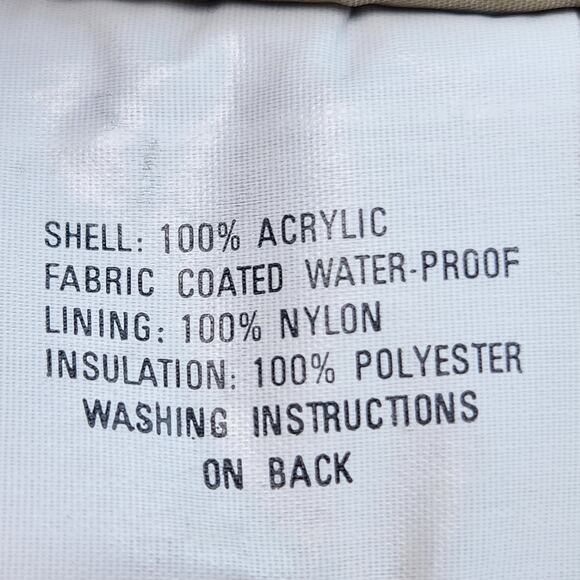 SHELL: 100% ACRYLIC
FABRIC COATED WATER-PROOF
LINING: 100% NYLON
INSULATION: 100% POLYESTER
WASHING INSTRUCTIONS
ON BACK